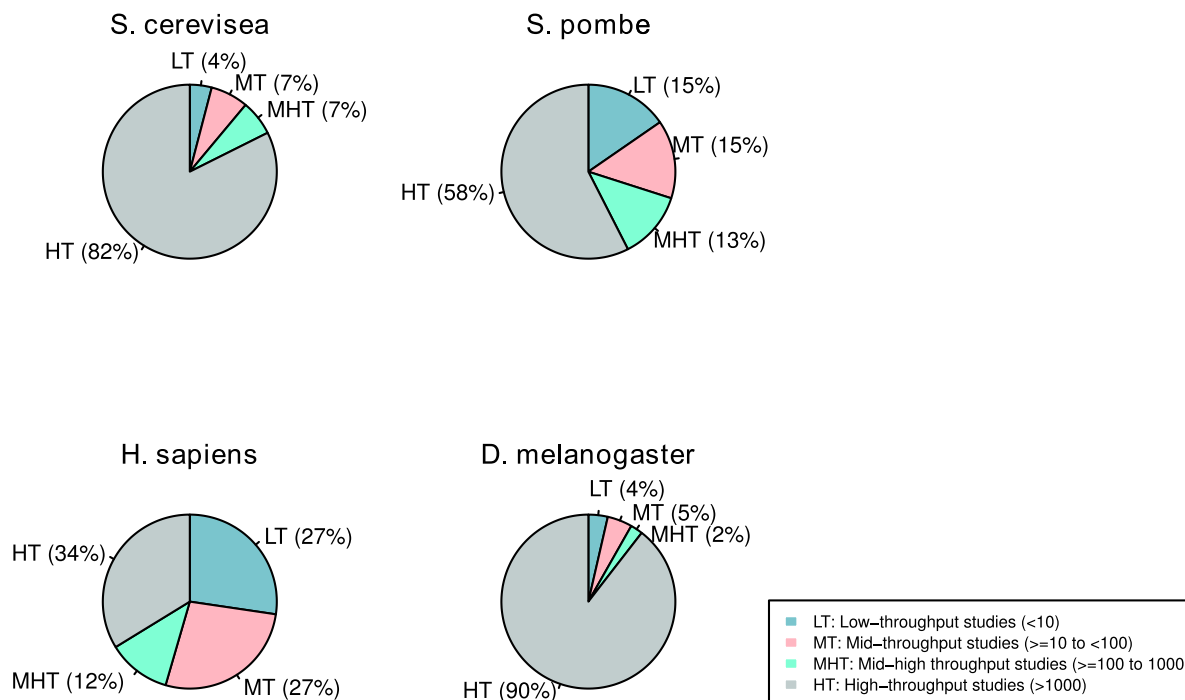 S. cerevisea
LT (4%)
MT (7%)
MHT (7%)
HT (82%)
S. pombe
LT (15%)
MT (15%)
MHT (13%)
HT (58%)
H. sapiens
LT (27%)
MT (27%)
MHT (12%)
HT (34%)
D. melanogaster
LT (4%)
MT (5%)
MHT (2%)
HT (90%)
LT: Low−throughput studies (<10)
MT: Mid−throughput studies (>=10 to <100)
MHT: Mid−high throughput studies (>=100 to 1000
HT: High−throughput studies (>1000)